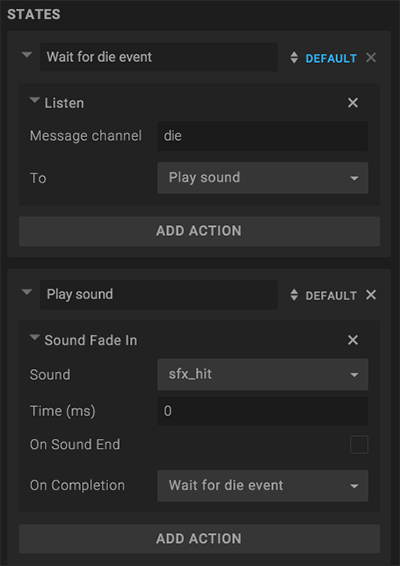 STATES
Wait for die event DEFAULT
Listen
Message channel die
To Play sound
ADD ACTION
Play sound DEFAULT
Sound Fade In
Sound sfx_hit
Time (ms) 0
On Sound End
On Completion Wait for die event
ADD ACTION